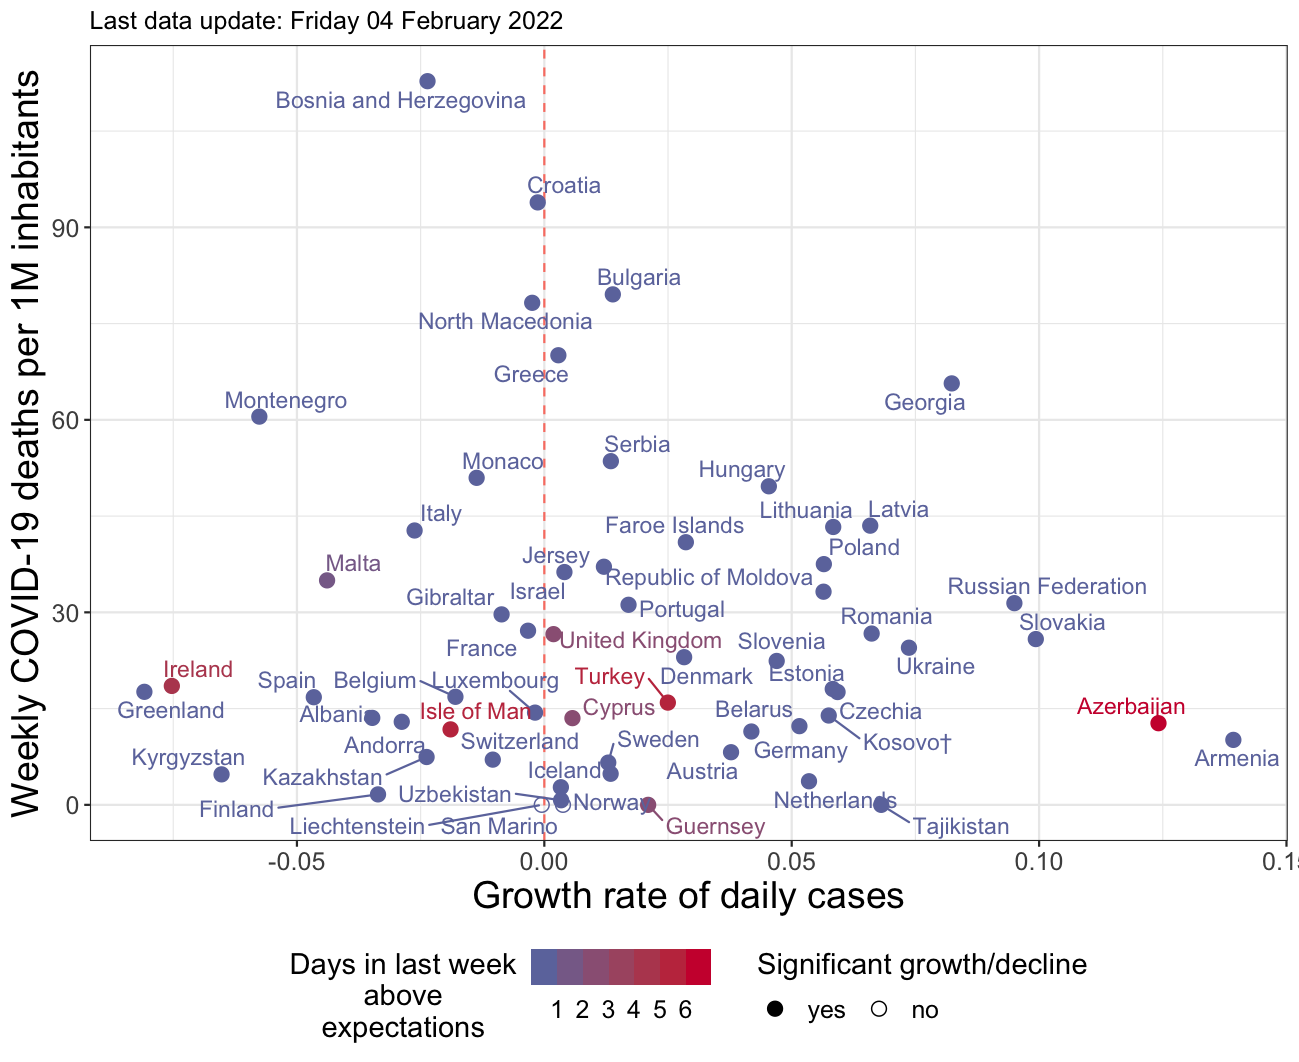 Last data update: Friday 04 February 2022
Weekly COVID-19 deaths per 1M inhabitants
90
60
30
0
Bosnia and Herzegovina
Croatia
Bulgaria
North Macedonia
Greece
Georgia
Montenegro
Serbia
Monaco
Hungary
Italy
Lithuania
Latvia
Faroe Islands
Poland
Jersey
Malta
Republic of Moldova
Israel
Russian Federation
Gibraltar
Portugal
Romania
Slovakia
United Kingdom
Slovenia
France
Ukraine
Ireland
Estonia
Spain
Belgium
Luxembourg
Turkey
Denmark
Greenland
Albania
Isle of Man
Cyprus
Belarus
Czechia
Azerbaijan
Andorra
Switzerland
Sweden
Germany
Kosovo†
Kyrgyzstan
Armenia
Kazakhstan
Iceland
Austria
Uzbekistan
Norway
Netherlands
Finland
Liechtenstein
San Marino
Guernsey
Tajikistan
-0.05
0.00
0.05
0.10
0.1
Growth rate of daily cases
Days in last week
above
expectations
1 2 3 4 5 6
Significant growth/decline
yes
no